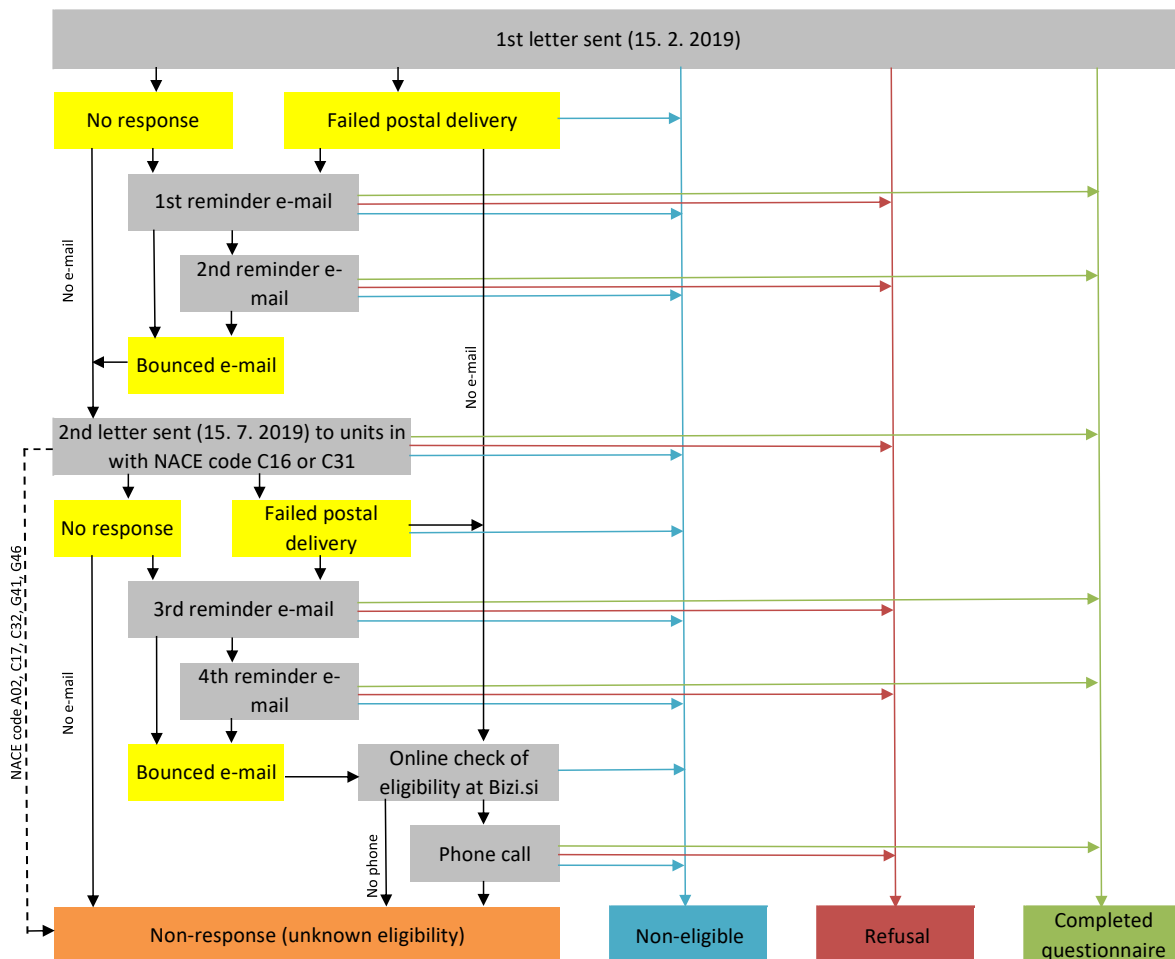 1st letter sent (15. 2. 2019)
No response
Failed postal delivery
1st reminder e-mail
No e-mail
2nd reminder e-
mail
Bounced e-mail
No e-mail
2nd letter sent (15. 7. 2019) to units in
with NACE code C16 or C31
No response
Failed postal
delivery
NACE code A02, C17, C32, G41, G46
3rd reminder e-mail
No e-mail
4th reminder e-
mail
Bounced e-mail
Online check of
eligibility at Bizi.si
Phone call
No phone
Non-response (unknown eligibility)
Non-eligible
Refusal
Completed
questionnaire